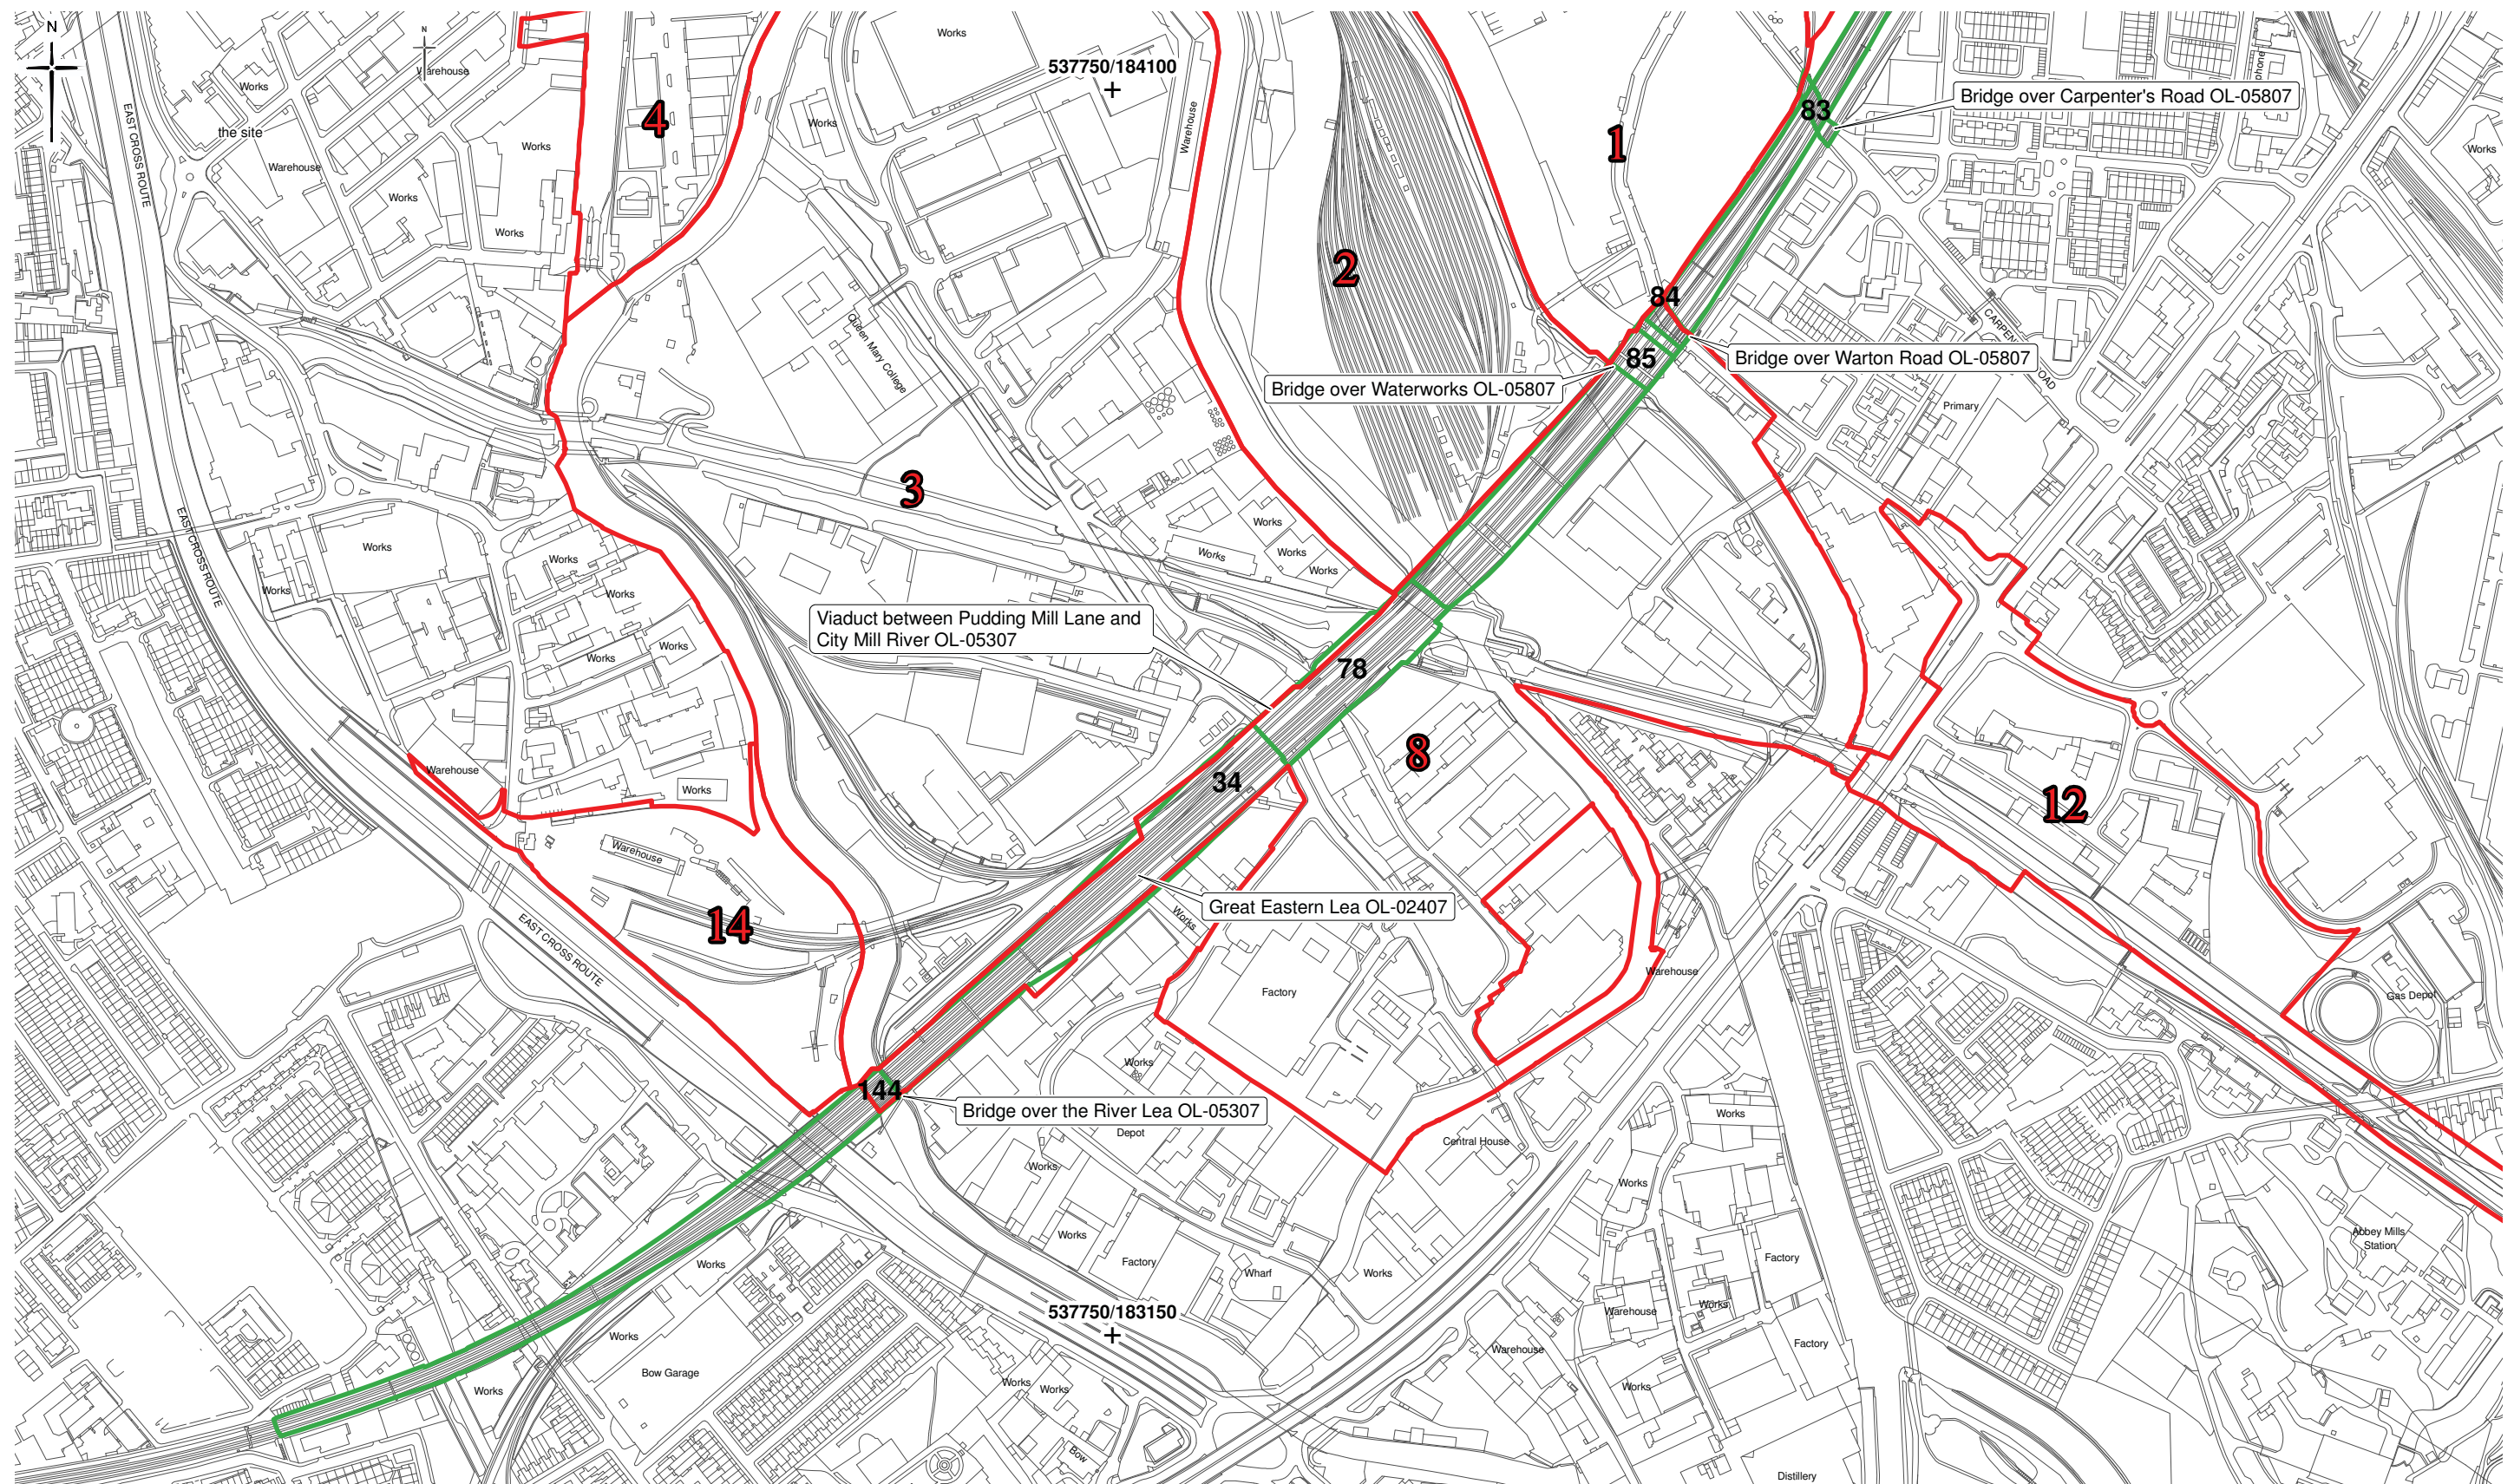 N
N
Works
Warehouse
the site
Works
Warehouse
Works
Works
Works
EAST CROSS ROUTE
4
Works
537750/184100
Works
Warehouse
1
83
Bridge over Carpenter's Road OL-05807
phone
Works
2
Queen Mary College
84
85
Bridge over Warton Road OL-05807
Bridge over Waterworks OL-05807
Primary
3
EAST CROSS ROUTE
Works
Works
Works
Works
Works
Works
Works
Works
Works
Works
Works
Viaduct between Pudding Mill Lane and
City Mill River OL-05307
78
Warehouse
Works
34
8
12
Warehouse
14
EAST CROSS ROUTE
Great Eastern Lea OL-02407
Works
Factory
Warehouse
Gas Depot
Works
144
Bridge over the River Lea OL-05307
Depot
Central House
Works
Works
Works
Works
Factory
Wharf
Works
Works
Factory
Abbey Mills
Station
537750/183150
Works
Bow Garage
Works
Works
Works
Warehouse
Works
Warehouse
Factory
Works
Bow
Distillery